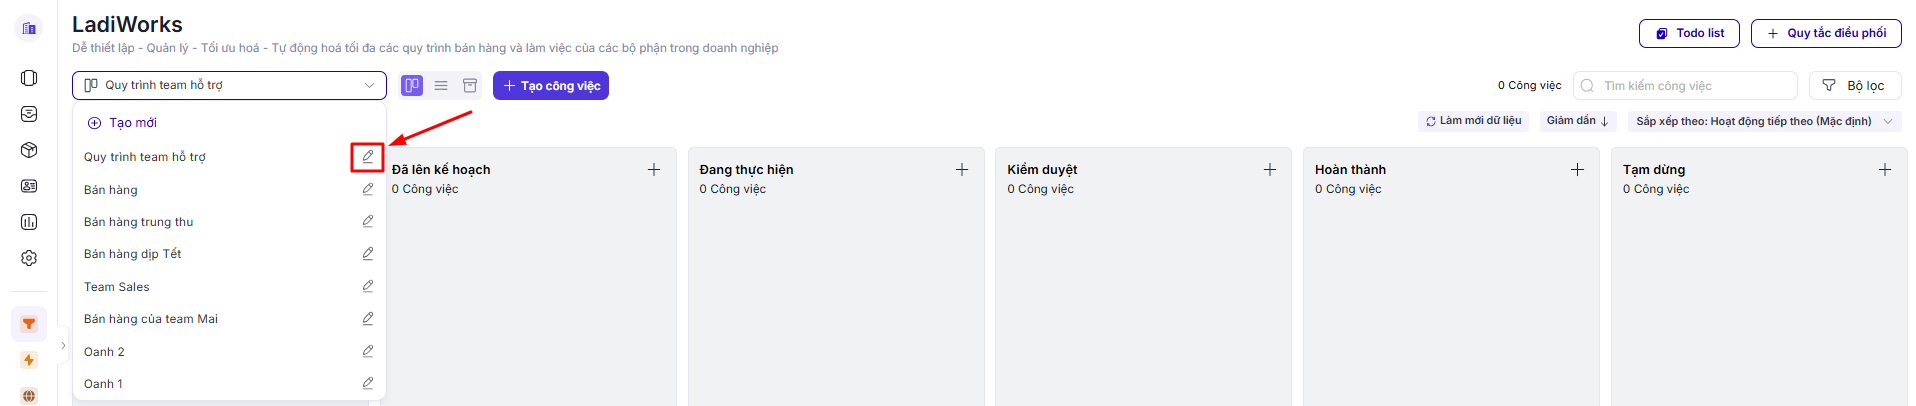 LadiWorks
Dễ thiết lập - Quản lý - Tối ưu hoá - Tự động hoá tối đa các quy trình bán hàng và làm việc của các bộ phận trong doanh nghiệp
Todo list
Quy tắc điều phối
Quy trình team hỗ trợ
Tạo công việc
0 Công việc
Tìm kiếm công việc
Bộ lọc
Làm mới dữ liệu
Giảm dần
Sắp xếp theo: Hoạt động tiếp theo (Mặc định)
Tạo mới
Quy trình team hỗ trợ
Bán hàng
Bán hàng trung thu
Bán hàng dịp Tết
Team Sales
Bán hàng của team Mai
Oanh 2
Oanh 1
Đã lên kế hoạch
0 Công việc
Đang thực hiện
0 Công việc
Kiểm duyệt
0 Công việc
Hoàn thành
0 Công việc
Tạm dừng
0 Công việc